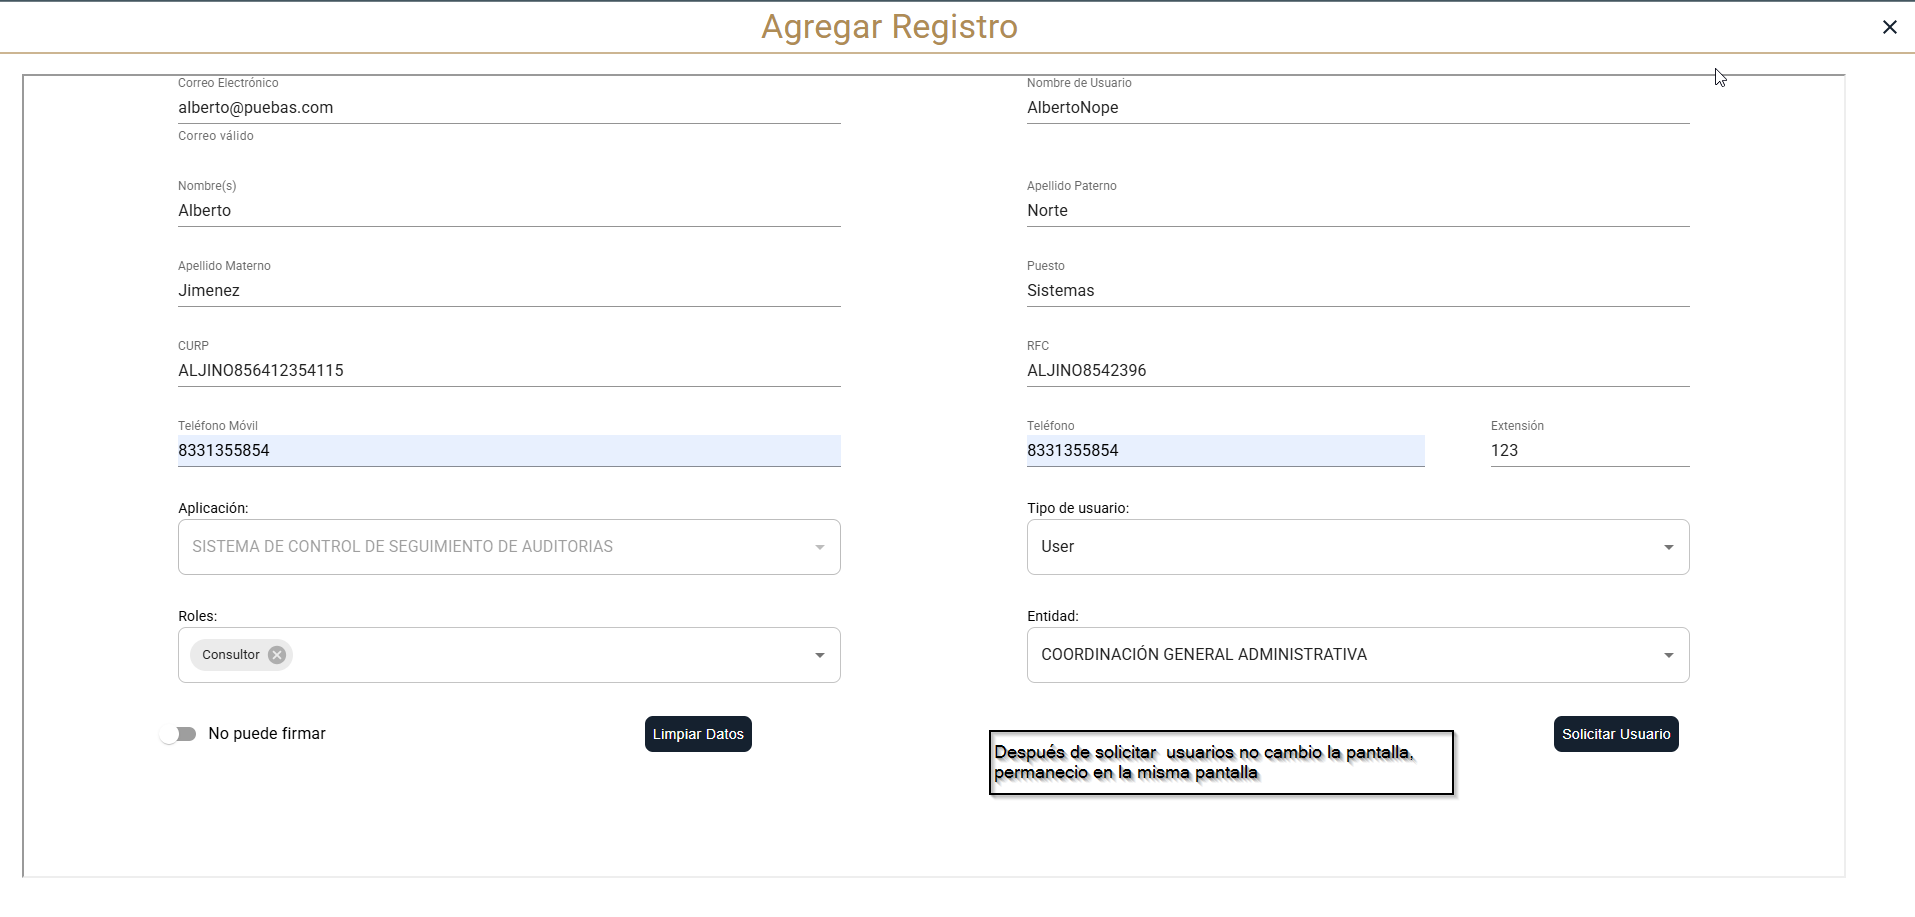 Agregar Registro
Correo Electrónico
alberto@puebas.com
Correo válido
Nombre de Usuario
AlbertoNope
Nombre(s)
Alberto
Apellido Paterno
Norte
Apellido Materno
Jimenez
Puesto
Sistemas
CURP
ALJINO856412354115
RFC
ALJINO8542396
Teléfono Móvil
8331355854
Teléfono
8331355854
Extensión
123
Aplicación:
SISTEMA DE CONTROL DE SEGUIMIENTO DE AUDITORIAS
Tipo de usuario:
User
Roles:
Consultor
Entidad:
COORDINACIÓN GENERAL ADMINISTRATIVA
No puede firmar
Limpiar Datos
Después de solicitar  usuarios no cambio la pantalla,
permanecio en la misma pantalla
Solicitar Usuario